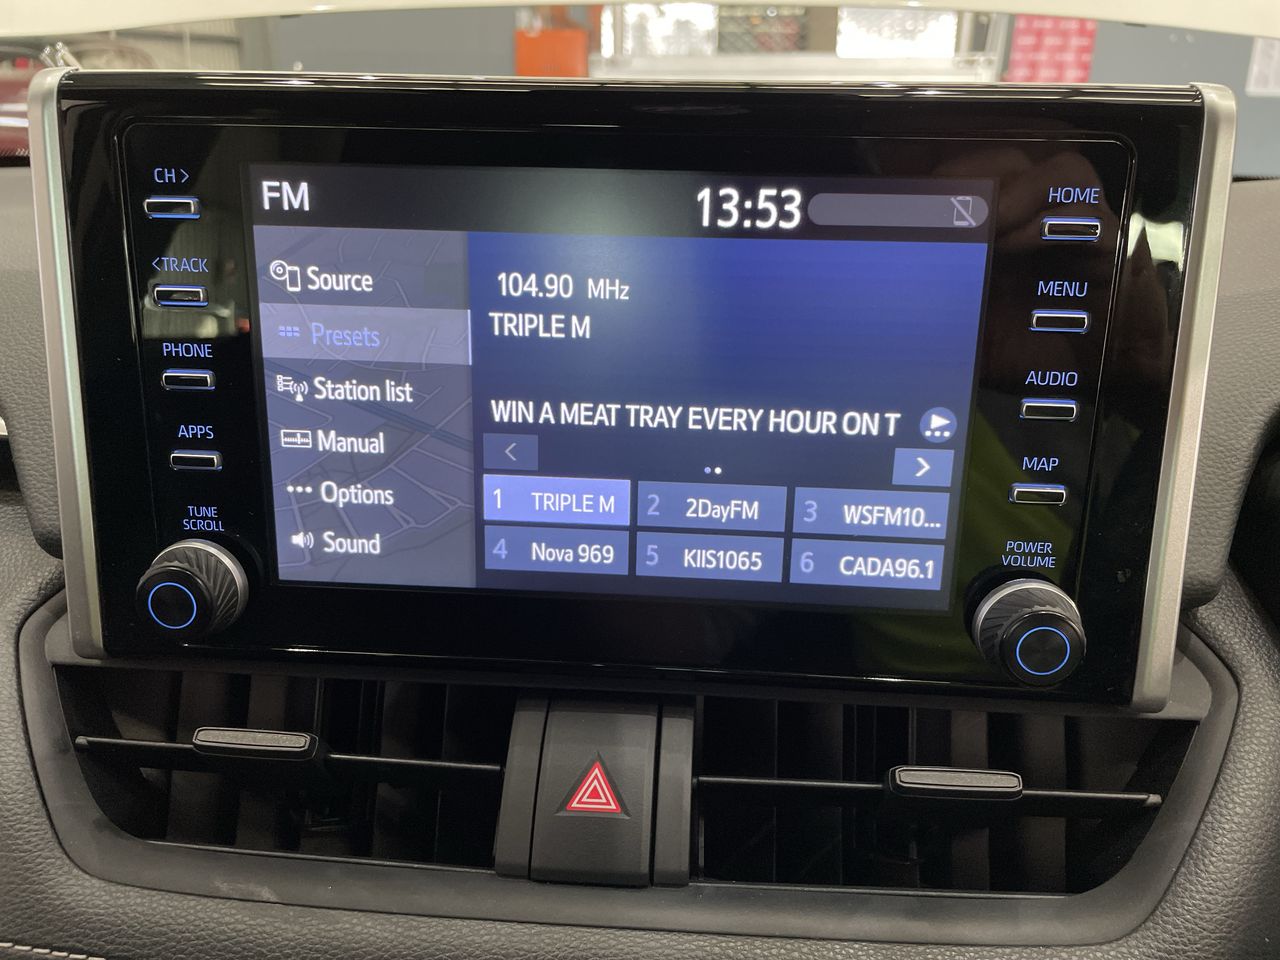 CH >
< TRACK
PHONE
APPS
TUNE
SCROLL
FM
13:53
Source
Presets
Station list
Manual
Options
Sound
104.90 MHz
TRIPLE M
WIN A MEAT TRAY EVERY HOUR ON T
<
>
1 TRIPLE M
2 2DayFM
3 WSFM10...
4 Nova 969
5 KIIS1065
6 CADA96.1
HOME
MENU
AUDIO
MAP
POWER
VOLUME